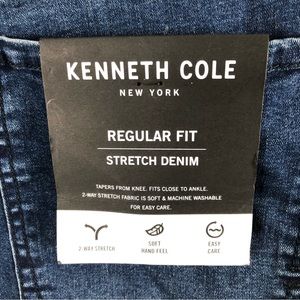 KENNETH COLE
NEW YORK
REGULAR FIT
STRETCH DENIM
TAPERS FROM KNEE. FITS CLOSE TO ANKLE.
2-WAY STRETCH FABRIC IS SOFT & MACHINE WASHABLE
FOR EASY CARE.
2-WAY STRETCH
SOFT
HAND FEEL
EASY
CARE